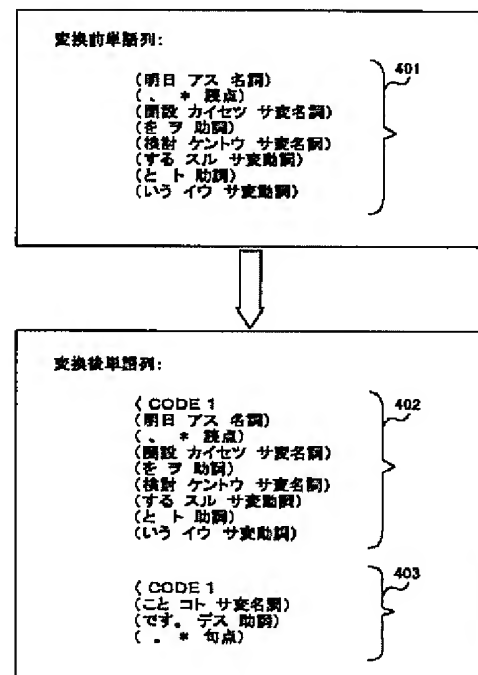 変換前単語列:
401
(明日 アス 名詞)
(、 * 読点)
(開設 カイセツ サ変名詞)
(を ヲ 助詞)
(検討 ケントウ サ変名詞)
(する スル サ変動詞)
(と ト 助詞)
(いう イウ サ変動詞)
変換後単語列:
402
( CODE 1
(明日 アス 名詞)
(、 * 読点)
(開設 カイセツ サ変名詞)
(を ヲ 助詞)
(検討 ケントウ サ変名詞)
(する スル サ変動詞)
(と ト 助詞)
(いう イウ サ変動詞)
403
( CODE 1
(こと コト サ変名詞)
(です。 デス 助詞)
(。 * 句点)